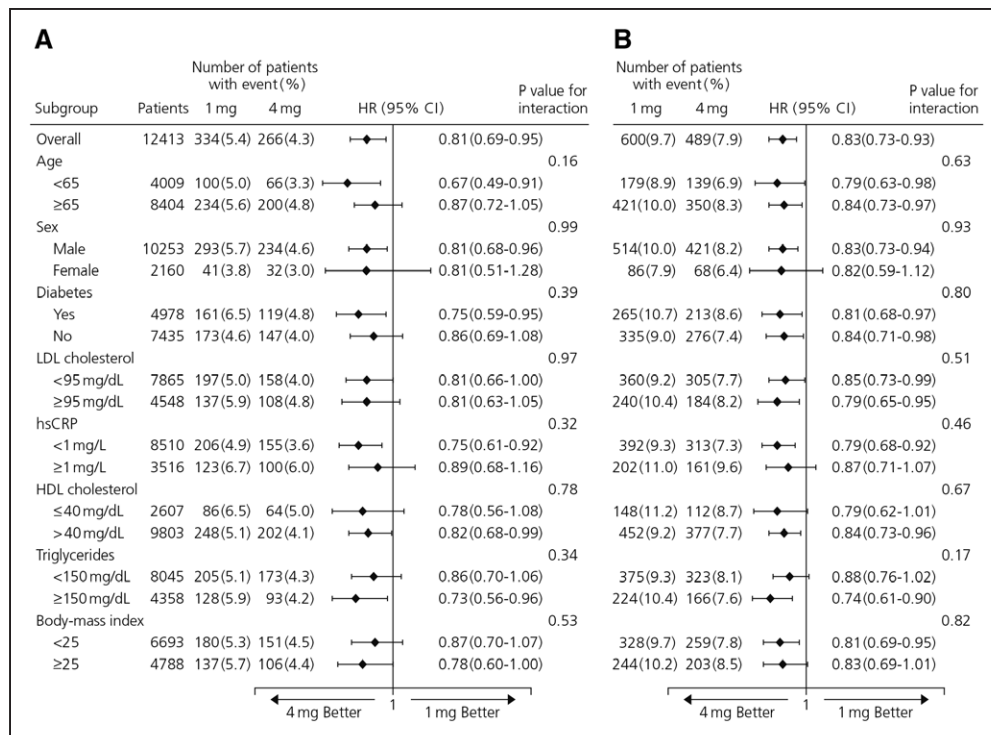 A B
Number of patients with event (%) Number of patients with event (%)
Subgroup Patients 1 mg 4 mg HR (95% CI) P value for interaction 1 mg 4 mg HR (95% CI) P value for interaction
Overall 12413 334(5.4) 266(4.3) 0.81(0.69-0.95) 600(9.7) 489(7.9) 0.83(0.73-0.93)
Age 0.16 0.63
<65 4009 100(5.0) 66(3.3) 0.67(0.49-0.91) 179(8.9) 139(6.9) 0.79(0.63-0.98)
≥65 8404 234(5.6) 200(4.8) 0.87(0.72-1.05) 421(10.0) 350(8.3) 0.84(0.73-0.97)
Sex 0.99 0.93
Male 10253 293(5.7) 234(4.6) 0.81(0.68-0.96) 514(10.0) 421(8.2) 0.83(0.73-0.94)
Female 2160 41(3.8) 32(3.0) 0.81(0.51-1.28) 86(7.9) 68(6.4) 0.82(0.59-1.12)
Diabetes 0.39 0.80
Yes 4978 161(6.5) 119(4.8) 0.75(0.59-0.95) 265(10.7) 213(8.6) 0.81(0.68-0.97)
No 7435 173(4.6) 147(4.0) 0.86(0.69-1.08) 335(9.0) 276(7.4) 0.84(0.71-0.98)
LDL cholesterol 0.97 0.51
<95 mg/dL 7865 197(5.0) 158(4.0) 0.81(0.66-1.00) 360(9.2) 305(7.7) 0.85(0.73-0.99)
≥95 mg/dL 4548 137(5.9) 108(4.8) 0.81(0.63-1.05) 240(10.4) 184(8.2) 0.79(0.65-0.95)
hsCRP 0.32 0.46
<1 mg/L 8510 206(4.9) 155(3.6) 0.75(0.61-0.92) 392(9.3) 313(7.3) 0.79(0.68-0.92)
≥1 mg/L 3516 123(6.7) 100(6.0) 0.89(0.68-1.16) 202(11.0) 161(9.6) 0.87(0.71-1.07)
HDL cholesterol 0.78 0.67
≤40 mg/dL 2607 86(6.5) 64(5.0) 0.78(0.56-1.08) 148(11.2) 112(8.7) 0.79(0.62-1.01)
>40 mg/dL 9803 248(5.1) 202(4.1) 0.82(0.68-0.99) 452(9.2) 377(7.7) 0.84(0.73-0.96)
Triglycerides 0.34 0.17
<150 mg/dL 8045 205(5.1) 173(4.3) 0.86(0.70-1.06) 375(9.3) 323(8.1) 0.88(0.76-1.02)
≥150 mg/dL 4358 128(5.9) 93(4.2) 0.73(0.56-0.96) 224(10.4) 166(7.6) 0.74(0.61-0.90)
Body-mass index 0.53 0.82
<25 6693 180(5.3) 151(4.5) 0.87(0.70-1.07) 328(9.7) 259(7.8) 0.81(0.69-0.95)
≥25 4788 137(5.7) 106(4.4) 0.78(0.60-1.00) 244(10.2) 203(8.5) 0.83(0.69-1.01)
4 mg Better 1 1 mg Better 4 mg Better 1 1 mg Better